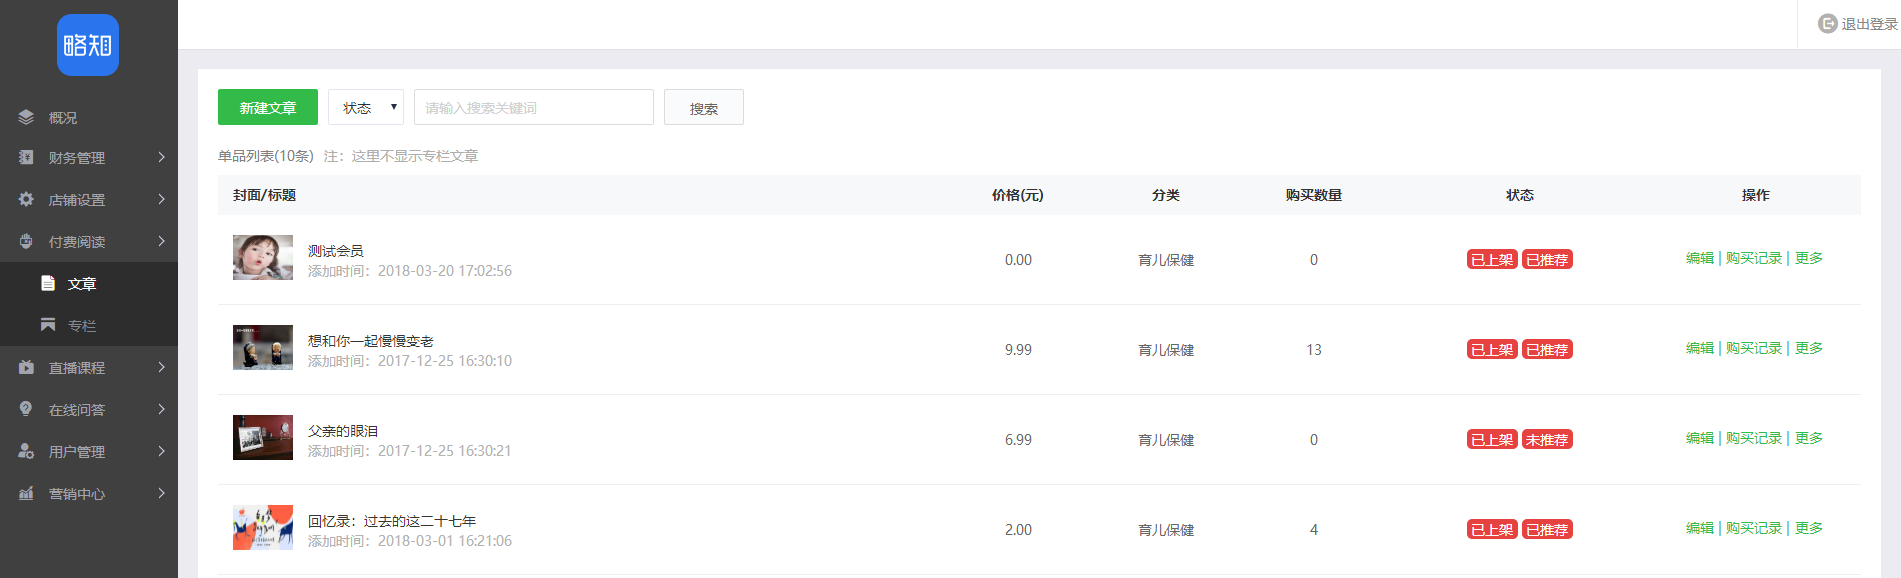 略知
退出登录
概况
财务管理
店铺设置
付费阅读
文章
专栏
直播课程
在线问答
用户管理
营销中心
新建文章 状态 请输入搜索关键词 搜索
单品列表(10条) 注：这里不显示专栏文章
封面/标题 价格(元) 分类 购买数量 状态 操作
测试会员
添加时间：2018-03-20 17:02:56
0.00 育儿保健 0 已上架 已推荐 编辑 | 购买记录 | 更多
想和你一起慢慢变老
添加时间：2017-12-25 16:30:10
9.99 育儿保健 13 已上架 已推荐 编辑 | 购买记录 | 更多
父亲的眼泪
添加时间：2017-12-25 16:30:21
6.99 育儿保健 0 已上架 未推荐 编辑 | 购买记录 | 更多
回忆录：过去的这二十七年
添加时间：2018-03-01 16:21:06
2.00 育儿保健 4 已上架 已推荐 编辑 | 购买记录 | 更多